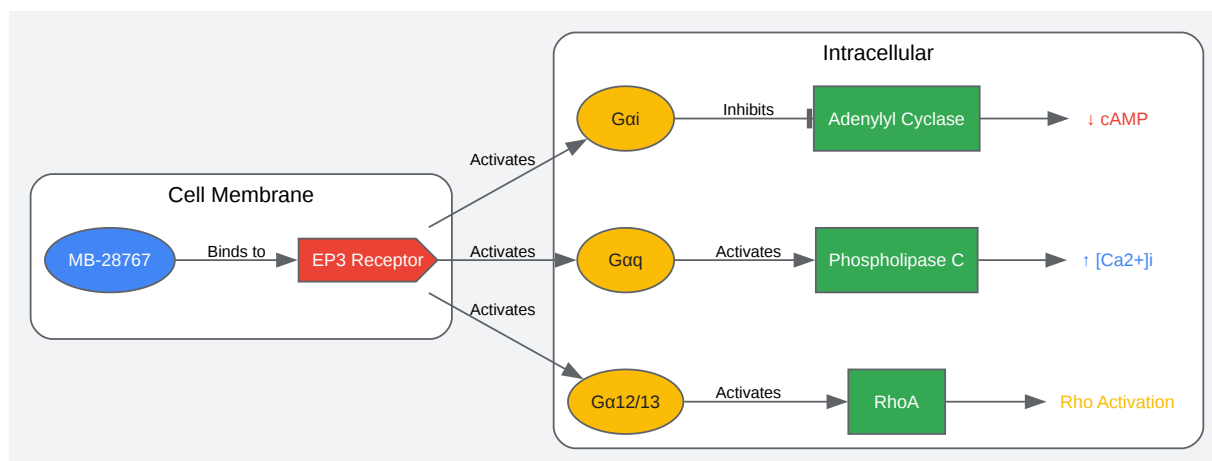 Intracellular
Gαi
Inhibits
Adenylyl Cyclase
↓ cAMP
Activates
Cell Membrane
MB-28767
Binds to
EP3 Receptor
Activates
Gαq
Activates
Phospholipase C
↑ [Ca2+]i
Activates
Gα12/13
Activates
RhoA
Rho Activation